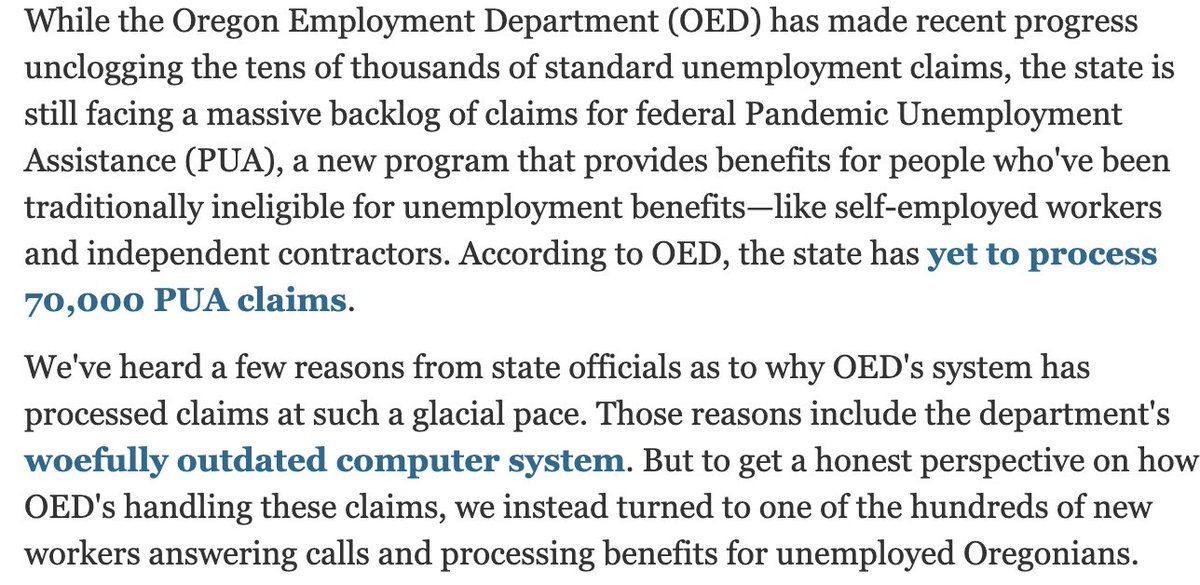 While the Oregon Employment Department (OED) has made recent progress
unclogging the tens of thousands of standard unemployment claims, the state is
still facing a massive backlog of claims for federal Pandemic Unemployment
Assistance (PUA), a new program that provides benefits for people who've been
traditionally ineligible for unemployment benefits—like self-employed workers
and independent contractors. According to OED, the state has yet to process
70,000 PUA claims.
We've heard a few reasons from state officials as to why OED's system has
processed claims at such a glacial pace. Those reasons include the department's
woefully outdated computer system. But to get a honest perspective on how
OED's handling these claims, we instead turned to one of the hundreds of new
workers answering calls and processing benefits for unemployed Oregonians.